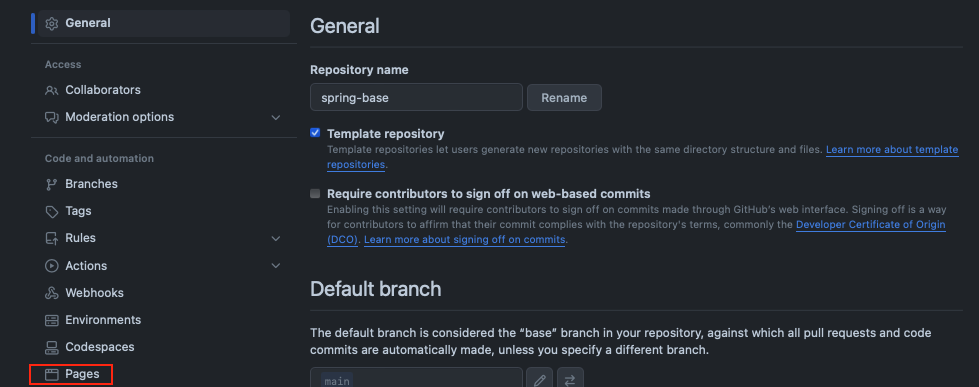 General
Access
Collaborators
Moderation options
Code and automation
Branches
Tags
Rules
Actions
Webhooks
Environments
Codespaces
Pages
General
Repository name
spring-base
Rename
Template repository
Template repositories let users generate new repositories with the same directory structure and files. Learn more about template
repositories.
Require contributors to sign off on web-based commits
Enabling this setting will require contributors to sign off on commits made through GitHub's web interface. Signing off is a way
for contributors to affirm that their commit complies with the repository's terms, commonly the Developer Certificate of Origin
(DCO). Learn more about signing off on commits.
Default branch
The default branch is considered the “base” branch in your repository, against which all pull requests and code
commits are automatically made, unless you specify a different branch.
main